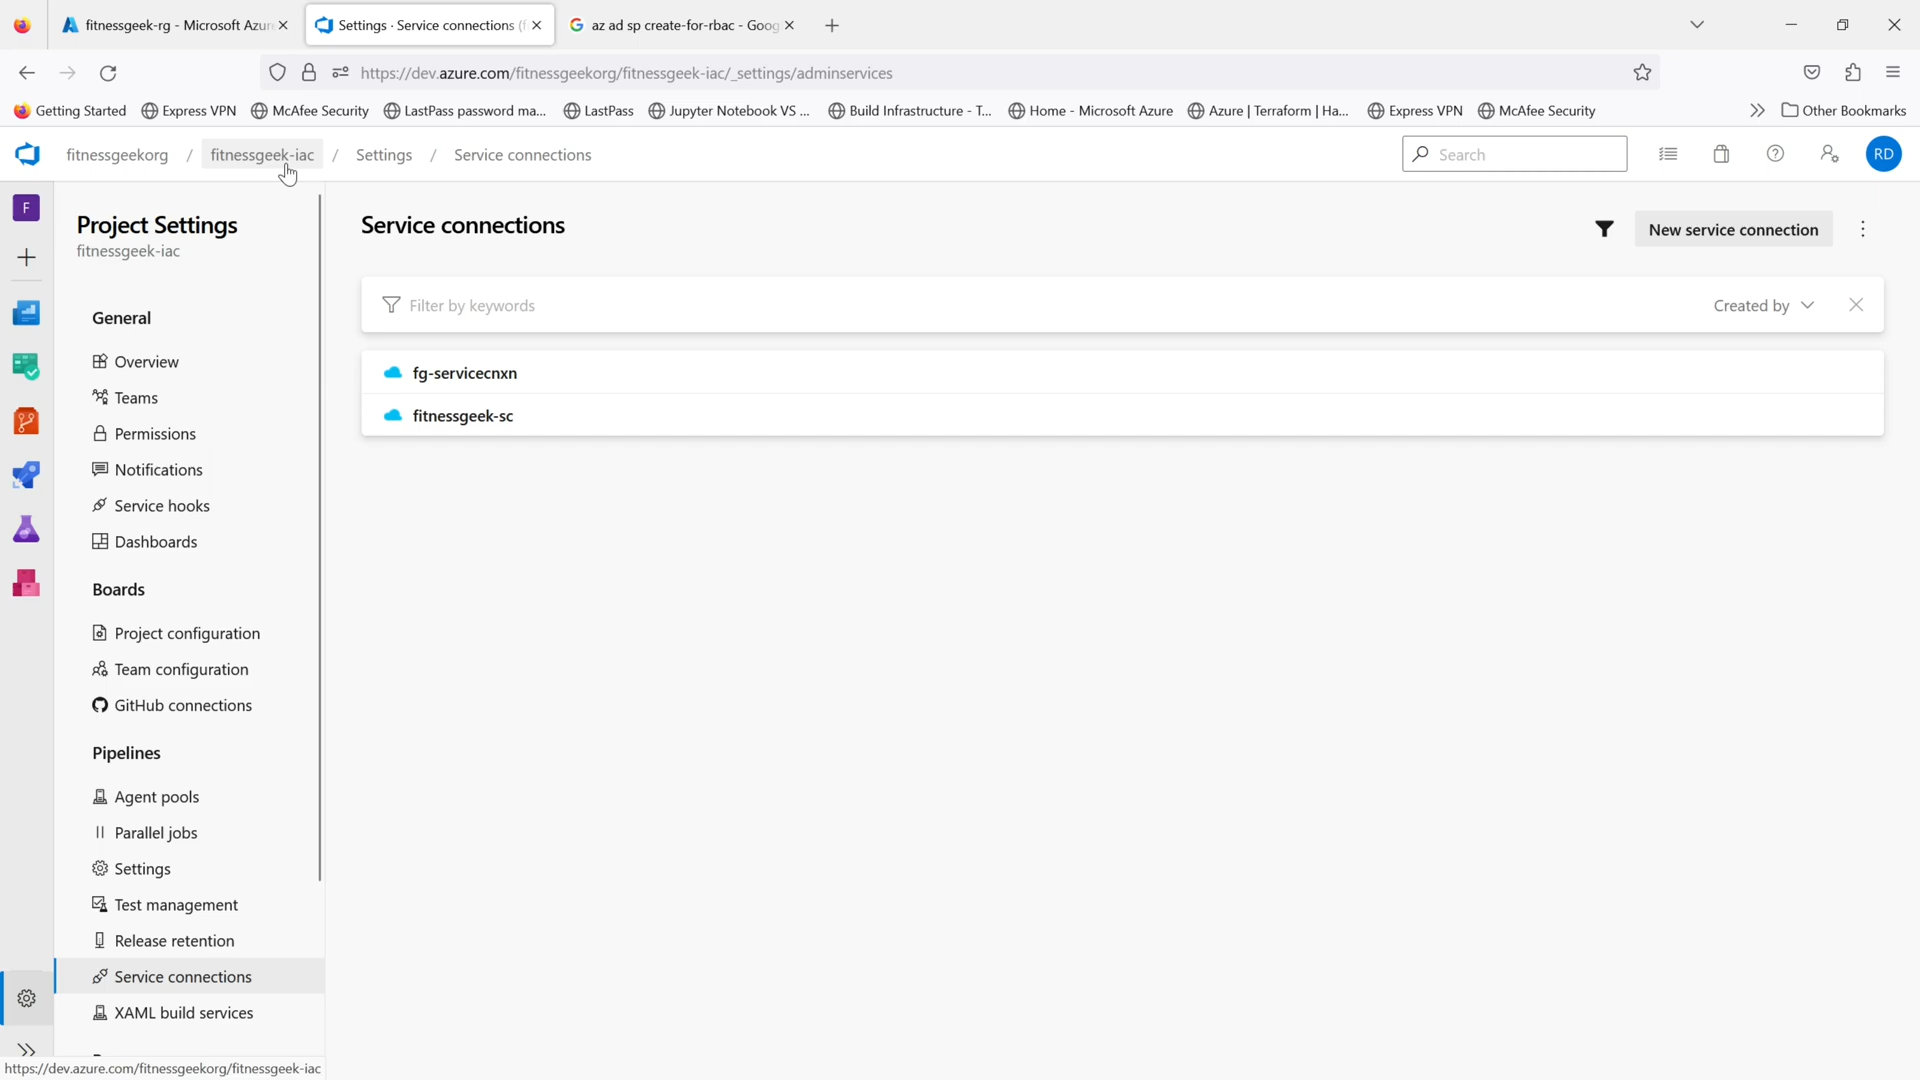 fitnessgeek-rg - Microsoft Azur
Settings · Service connections (f
az ad sp create-for-rbac - Goog
https://dev.azure.com/fitnessgeekorg/fitnessgeek-iac/_settings/adminservices
Getting Started
Express VPN
McAfee Security
LastPass password ma...
LastPass
Jupyter Notebook VS ...
Build Infrastructure - T...
Home - Microsoft Azure
Azure | Terraform | Ha...
Express VPN
McAfee Security
Other Bookmarks
fitnessgeekorg / fitnessgeek-iac / Settings / Service connections
Search
RD
F
Project Settings
fitnessgeek-iac
General
Overview
Teams
Permissions
Notifications
Service hooks
Dashboards
Boards
Project configuration
Team configuration
GitHub connections
Pipelines
Agent pools
Parallel jobs
Settings
Test management
Release retention
Service connections
XAML build services
Service connections
New service connection
Filter by keywords
Created by
fg-servicecnxn
fitnessgeek-sc
https://dev.azure.com/fitnessgeekorg/fitnessgeek-iac